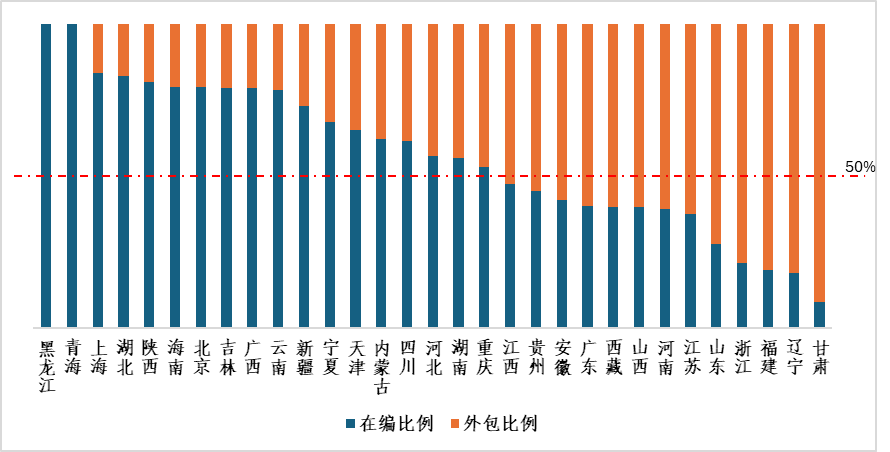 50%
黑龙江
青海
上海
湖北
陕西
海南
北京
吉林
广西
云南
新疆
宁夏
天津
内蒙古
四川
河北
湖南
重庆
江西
贵州
安徽
广东
西藏
山西
河南
江苏
山东
浙江
福建
辽宁
甘肃
在编比例
外包比例